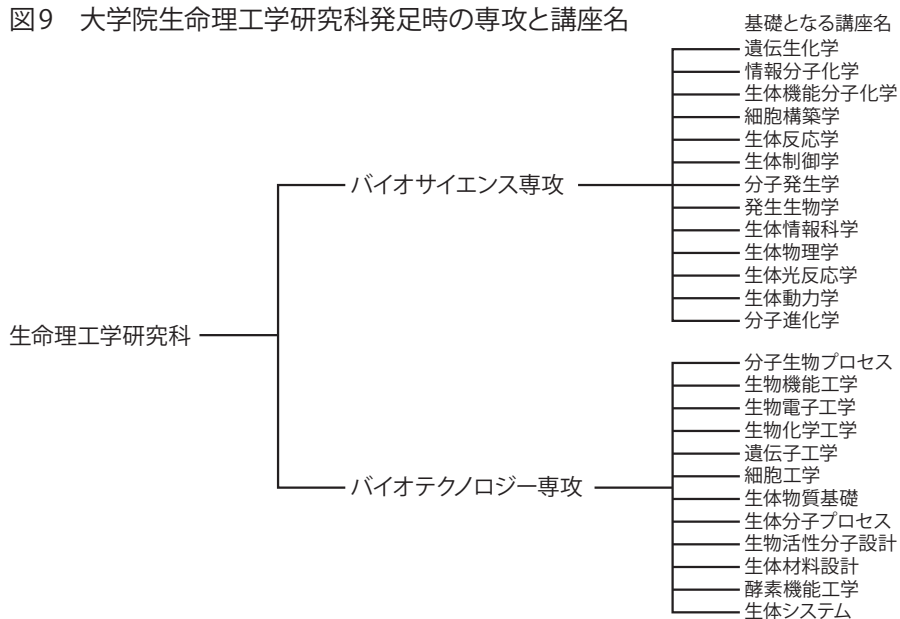 図9 大学院生命理工学研究科発足時の専攻と講座名
基礎となる講座名
遺伝生化学
情報分子化学
生体機能分子化学
細胞構築学
生体反応学
生体制御学
バイオサイエンス専攻
分子発生学
発生生物学
生体情報科学
生体物理学
生体光反応学
生体動力学
分子進化学
生命理工学研究科
分子生物プロセス
生物機能工学
生物電子工学
生物化学工学
遺伝子工学
細胞工学
バイオテクノロジー専攻
生体物質基礎
生体分子プロセス
生物活性分子設計
生体材料設計
酵素機能工学
生体システム